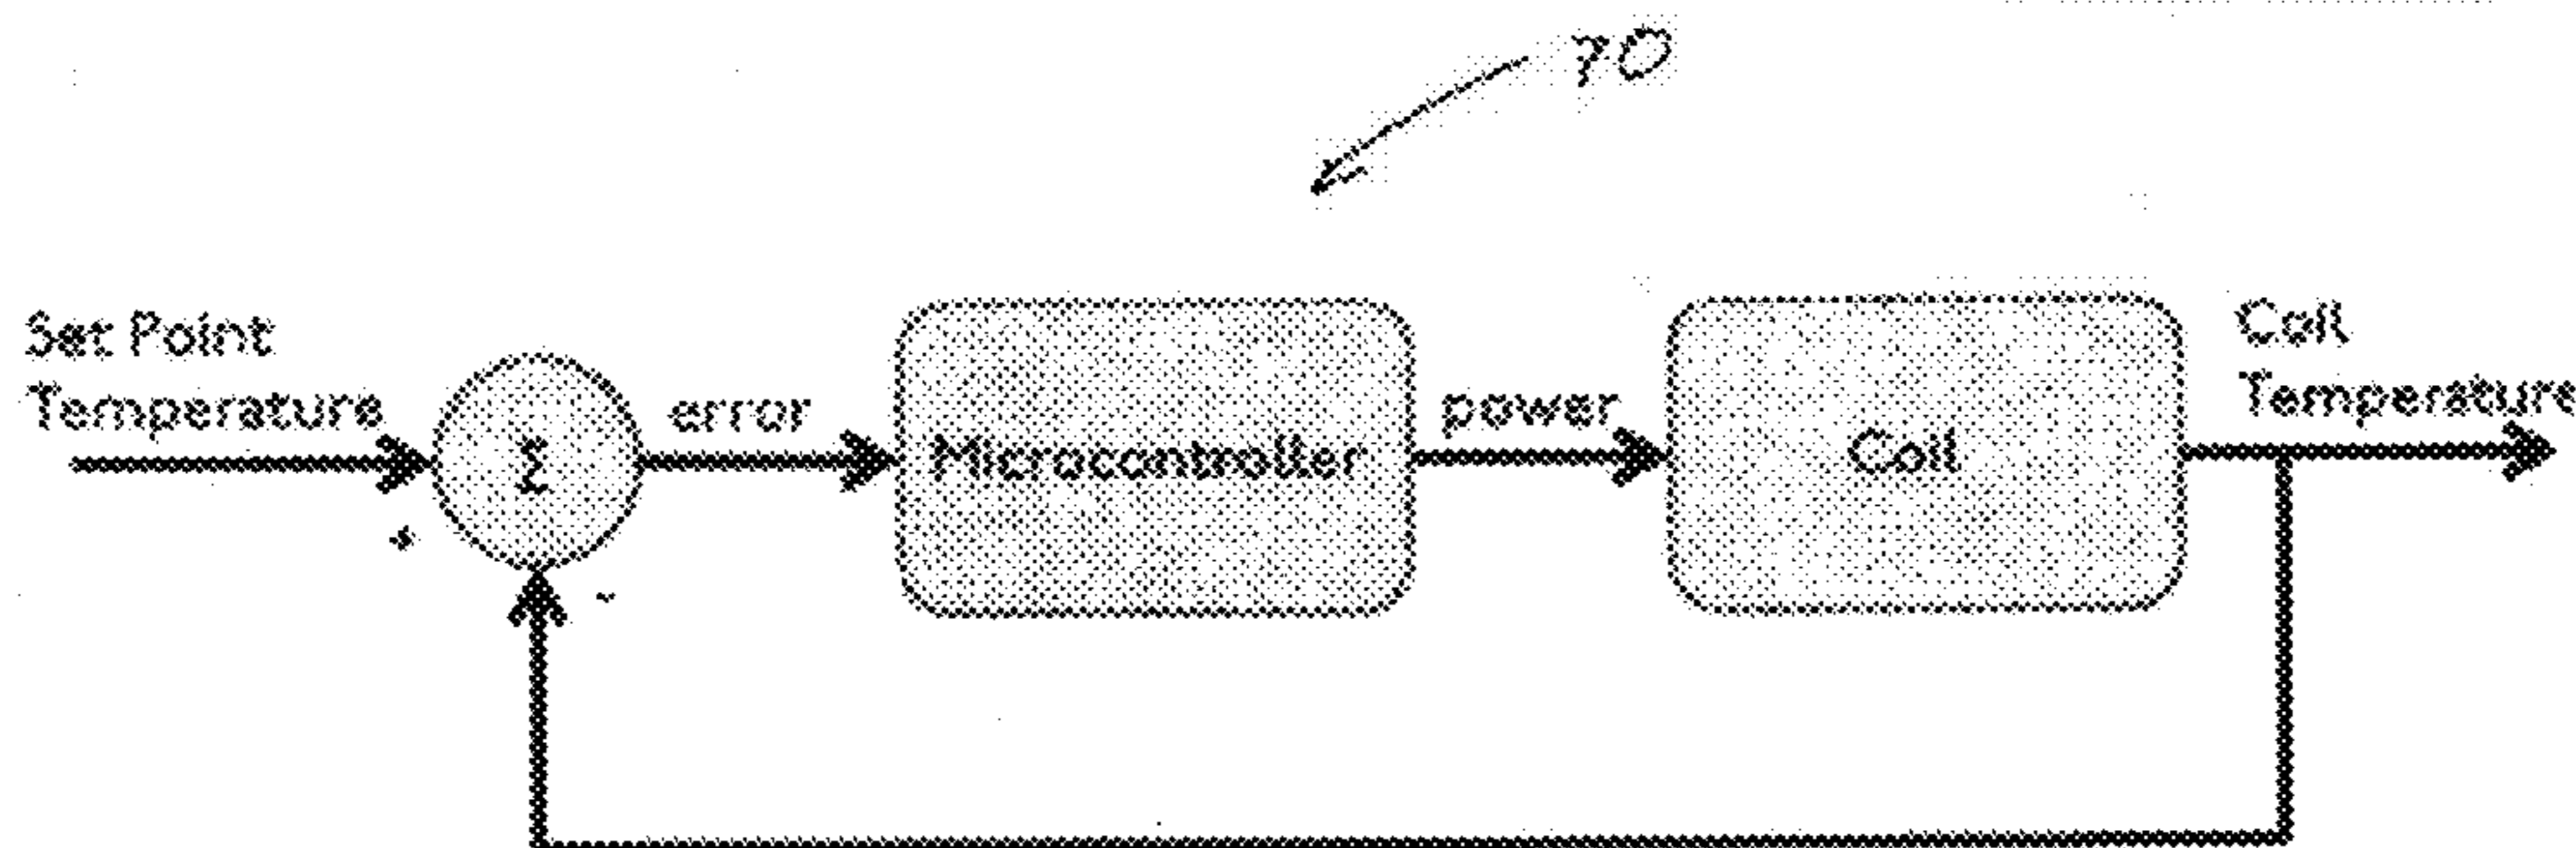 70
Set Point
Temperature
Σ
error
Microcontroller
power
Coil
Coil
Temperature
+
-